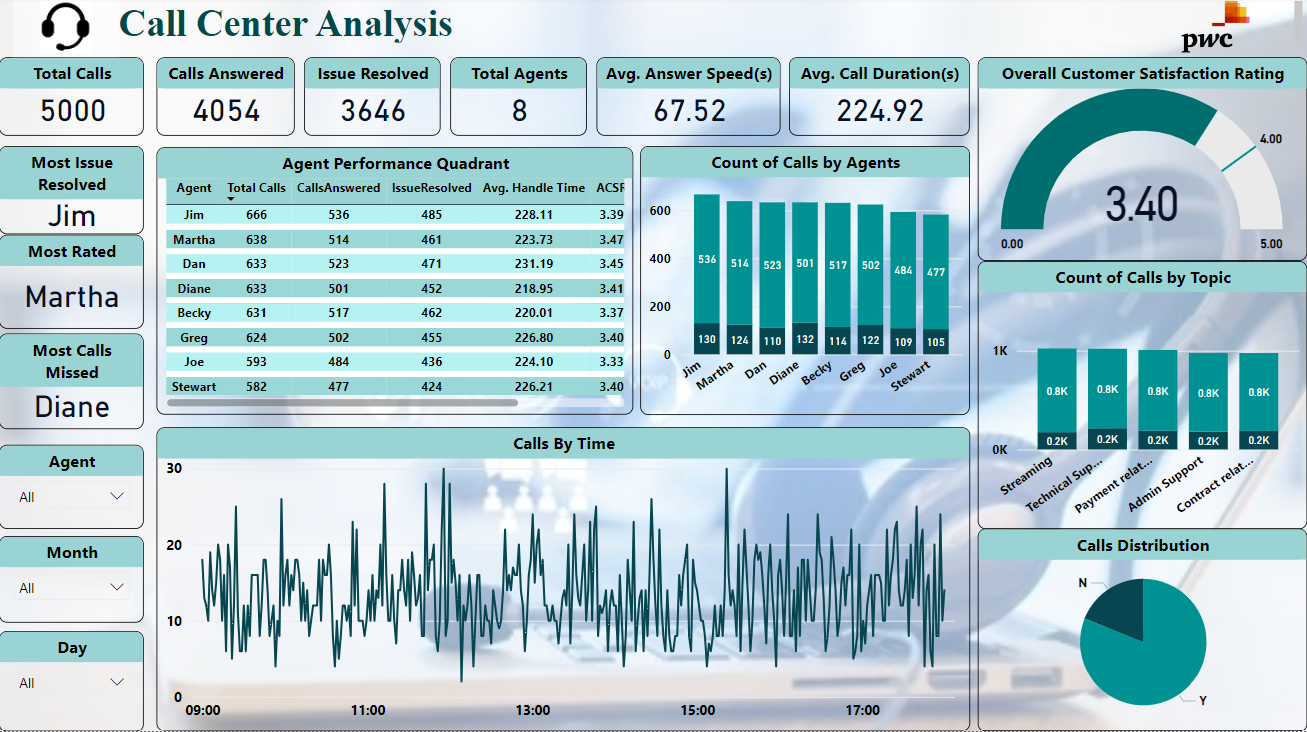 Call Center Analysis
pwc
Total Calls
5000
Calls Answered
4054
Issue Resolved
3646
Total Agents
8
Avg. Answer Speed(s)
67.52
Avg. Call Duration(s)
224.92
Overall Customer Satisfaction Rating
4.00
3.40
0.00
5.00
Most Issue
Resolved
Jim
Most Rated
Martha
Most Calls
Missed
Diane
Agent
All
Month
All
Day
All
Agent Performance Quadrant
Agent Total Calls CallsAnswered IssueResolved Avg. Handle Time ACSR
Jim 666 536 485 228.11 3.39
Martha 638 514 461 223.73 3.47
Dan 633 523 471 231.19 3.45
Diane 633 501 452 218.95 3.41
Becky 631 517 462 220.01 3.37
Greg 624 502 455 226.80 3.40
Joe 593 484 436 224.10 3.33
Stewart 582 477 424 226.21 3.40
Count of Calls by Agents
600
400
200
0
536 514 523 501 517 502 484 477
130 124 110 132 114 122 109 105
Jim Martha Dan Diane Becky Greg Joe Stewart
Count of Calls by Topic
1K
0K
0.8K 0.8K 0.8K 0.8K 0.8K
0.2K 0.2K 0.2K 0.2K 0.2K
Streaming Technical Sup... Payment relat... Admin Support Contract relat...
Calls By Time
30
20
10
0
09:00 11:00 13:00 15:00 17:00
Calls Distribution
N
Y